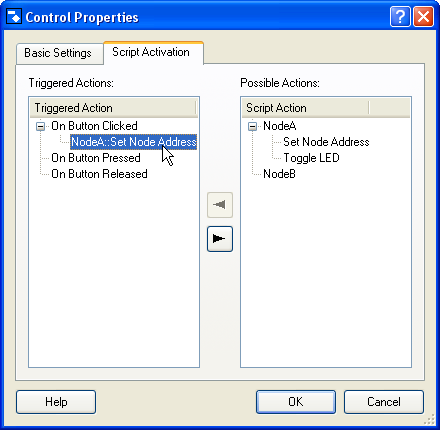 Control Properties
Basic Settings
Script Activation
Triggered Actions:
Possible Actions:
Triggered Action
On Button Clicked
NodeA::Set Node Address
On Button Pressed
On Button Released
Script Action
NodeA
Set Node Address
Toggle LED
NodeB
Help
OK
Cancel